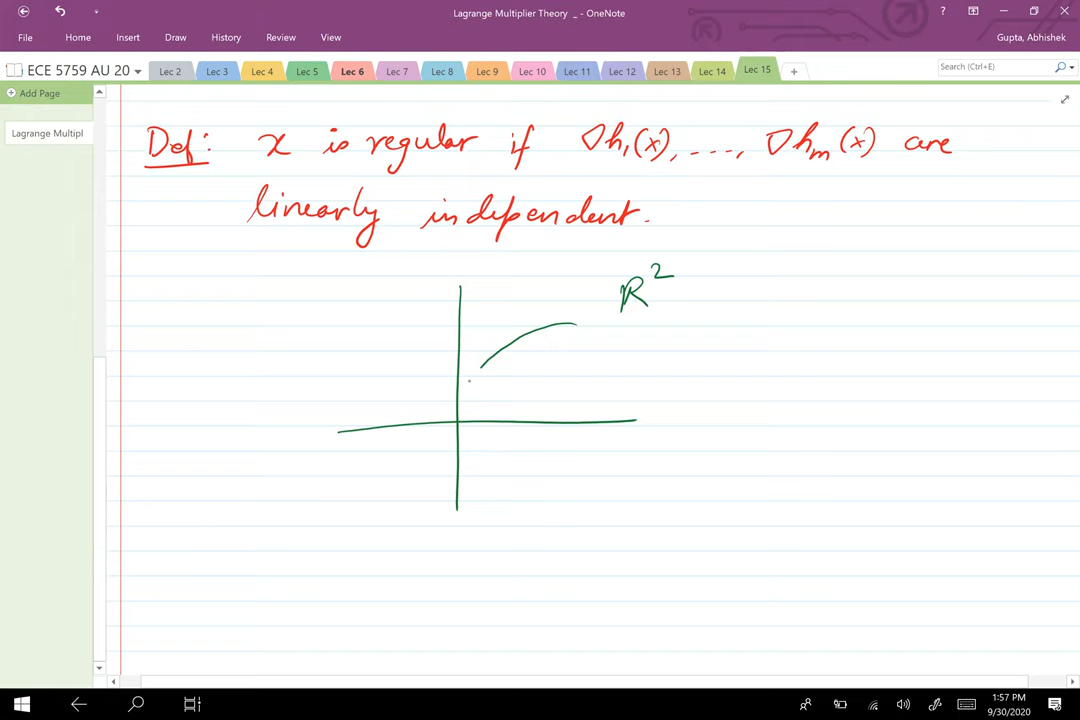 Lagrange Multiplier Theory _ - OneNote
File Home Insert Draw History Review View
Gupta, Abhishek
ECE 5759 AU 20
Lec 2 Lec 3 Lec 4 Lec 5 Lec 6 Lec 7 Lec 8 Lec 9 Lec 10 Lec 11 Lec 12 Lec 13 Lec 14 Lec 15 +
Search (Ctrl+E)
Add Page
Lagrange Multipl
Def: x is regular if ∇h₁(x), ..., ∇hₘ(x) are
linearly independent.
ℝ²
1:57 PM
9/30/2020